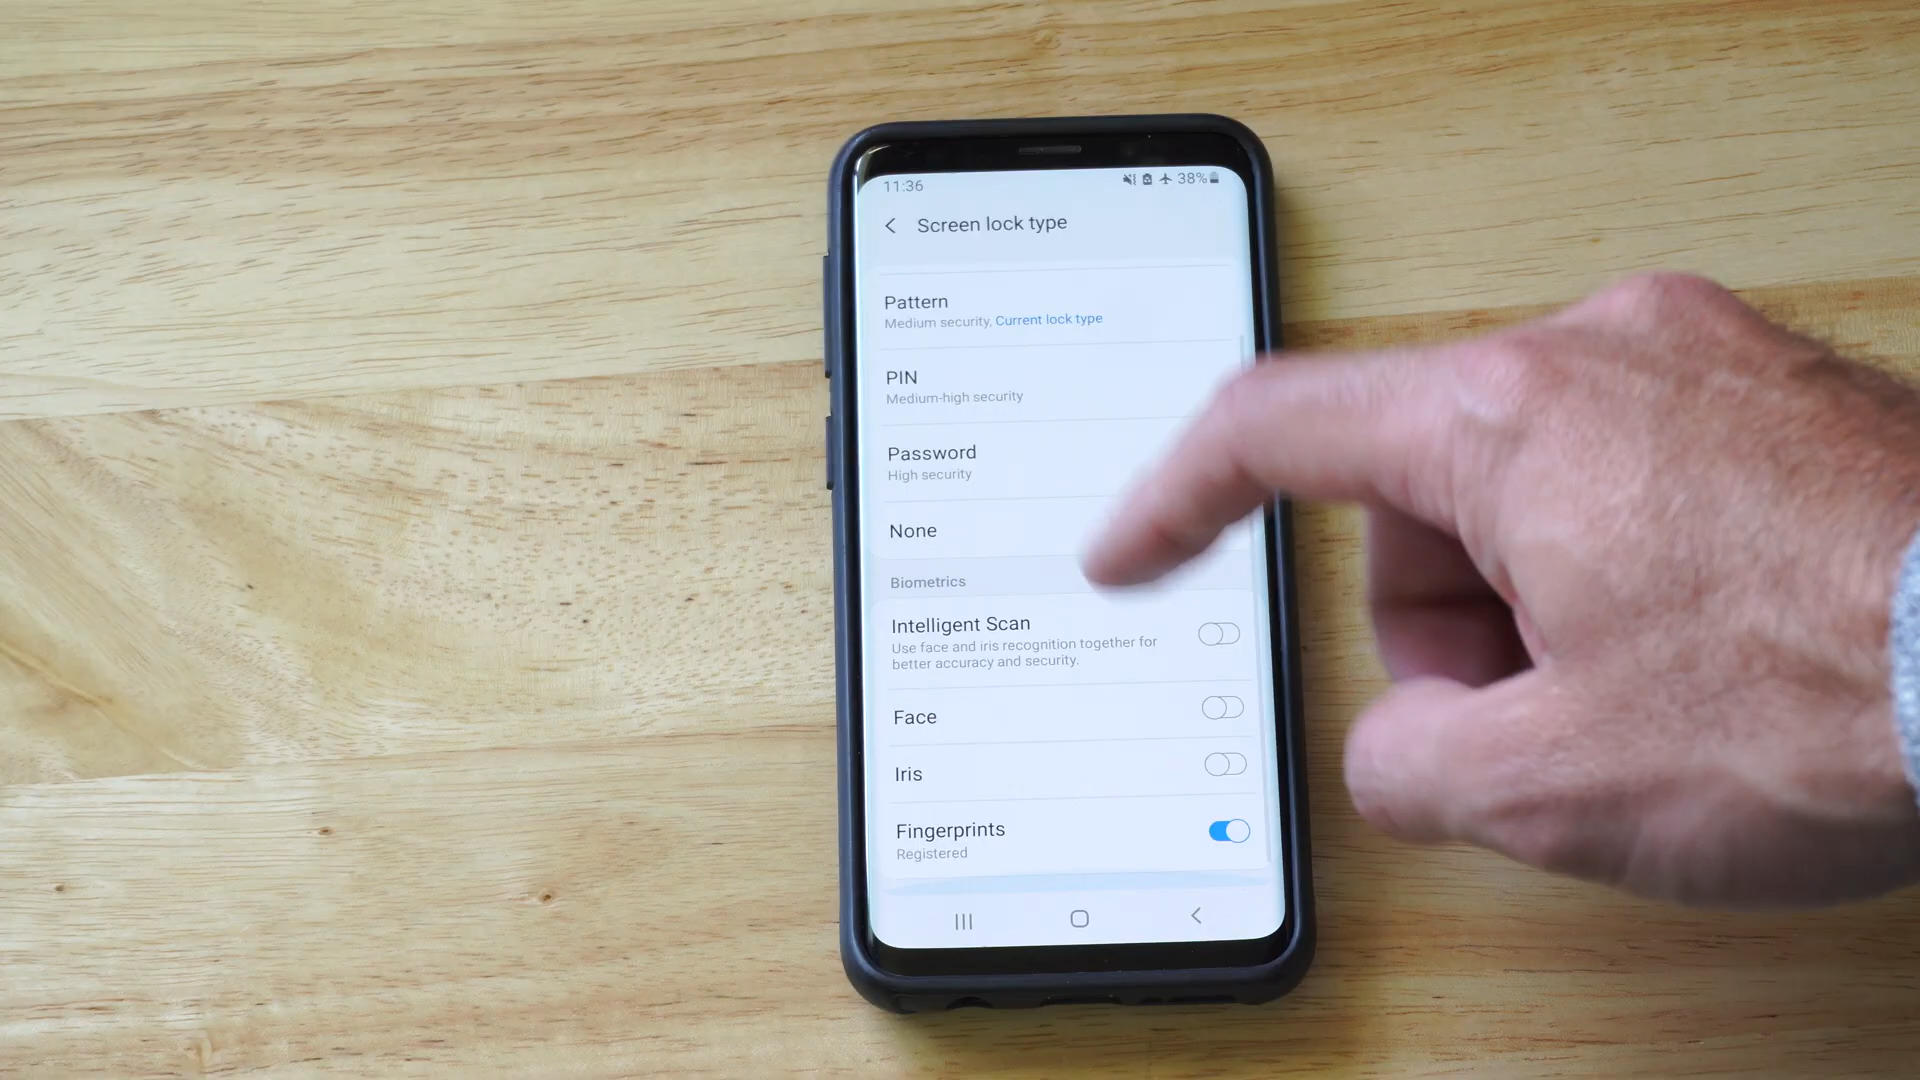 11:36 38%
Screen lock type
Pattern
Medium security, Current lock type
PIN
Medium-high security
Password
High security
None
Biometrics
Intelligent Scan
Use face and iris recognition together for
better accuracy and security.
Face
Iris
Fingerprints
Registered